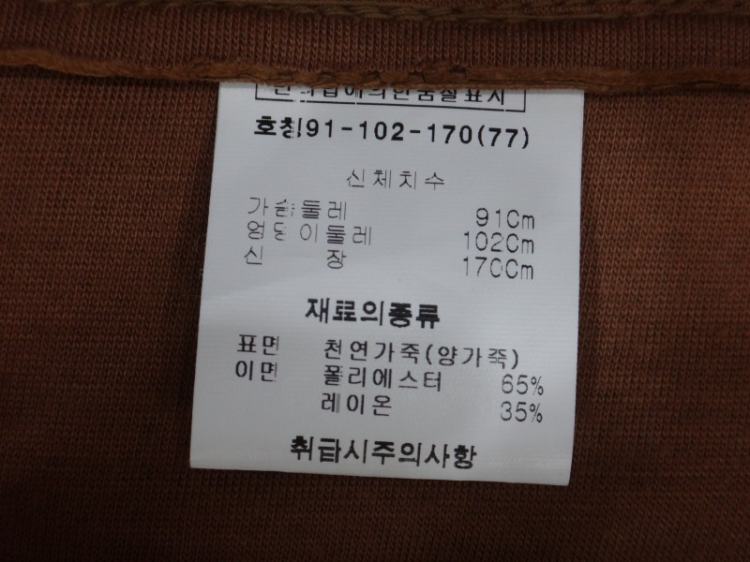 호칭91-102-170(77)
신체치수
가슴둘레 91Cm
엉덩이둘레 102Cm
신 장 170Cm
재료의종류
표면 천연가죽(양가죽)
이면 폴리에스터 65%
레이온 35%
취급시주의사항